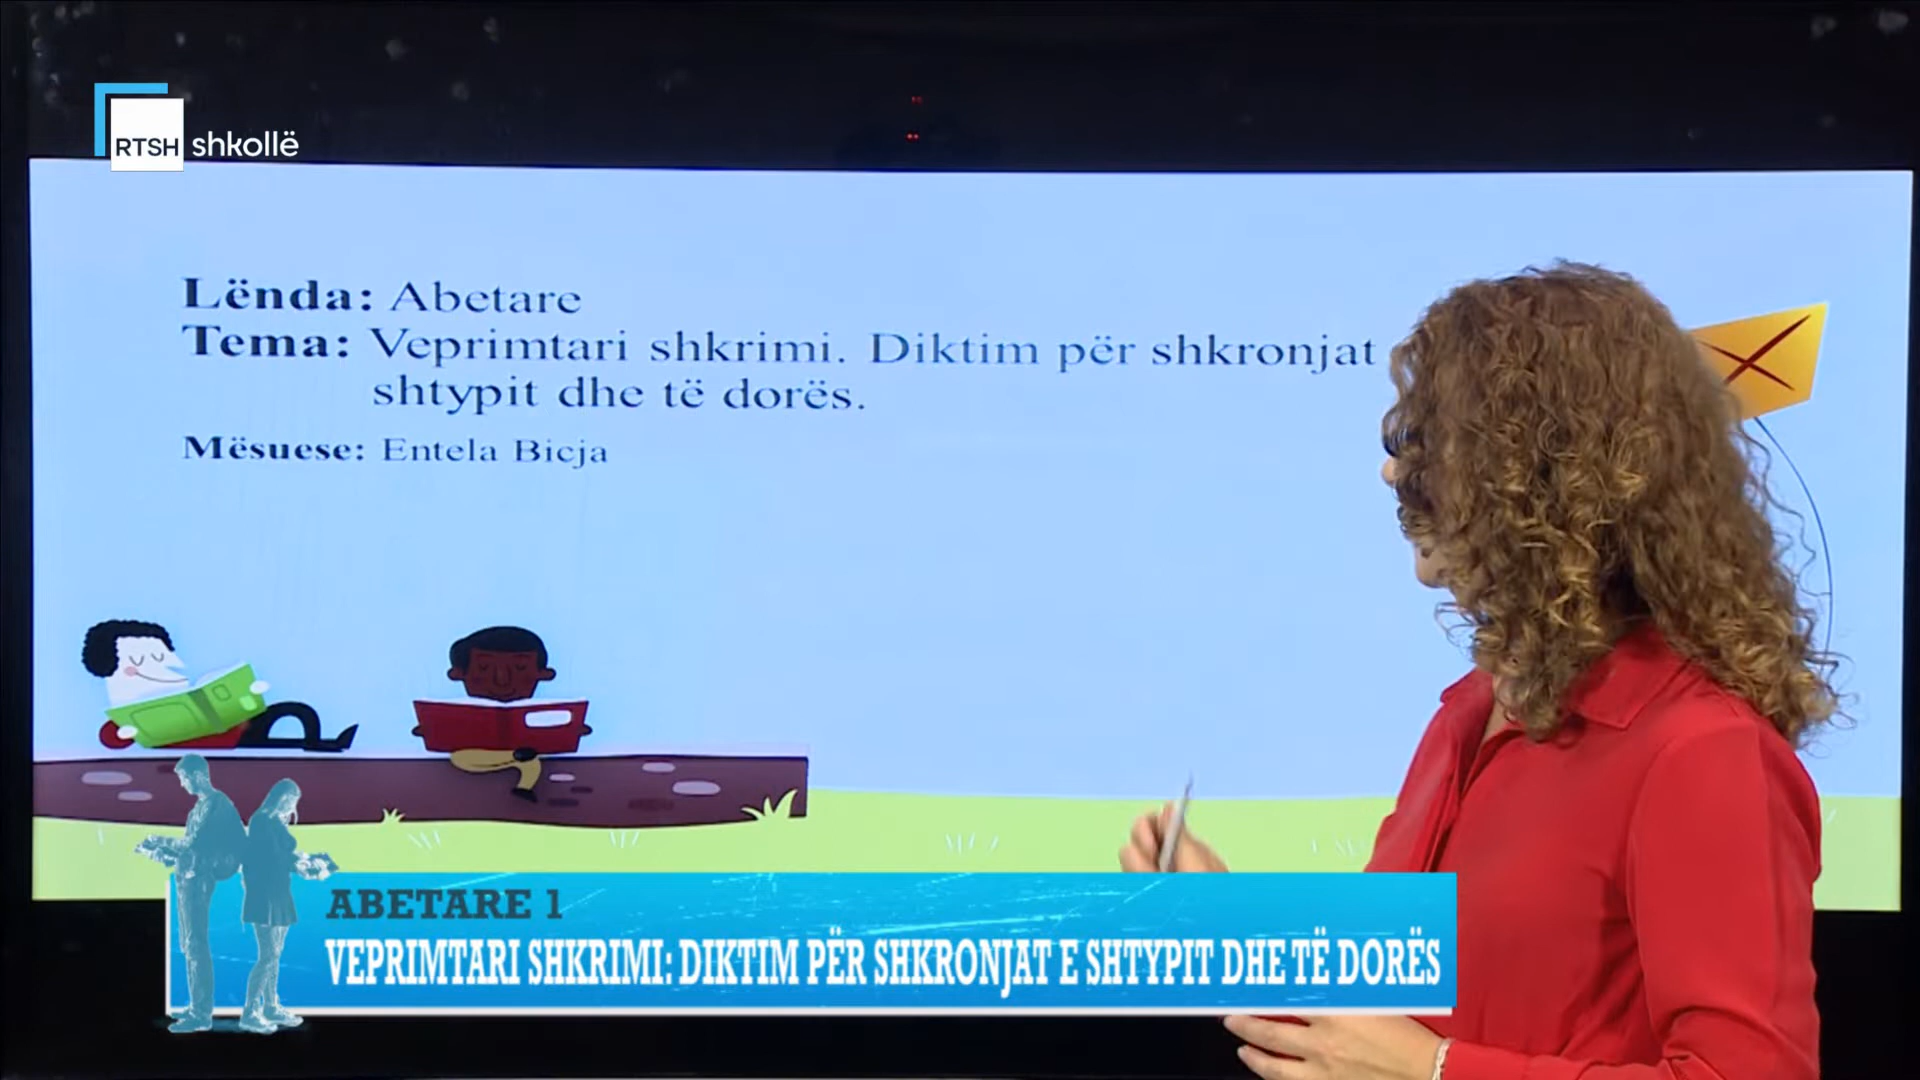 RTSH shkollë
Lënda: Abetare
Tema: Veprimtari shkrimi. Diktim për shkronjat
shtypit dhe të dorës.
Mësuese: Entela Bicja
ABETARE 1
VEPRIMTARI SHKRIMI: DIKTIM PËR SHKRONJAT E SHTYPIT DHE TË DORËS